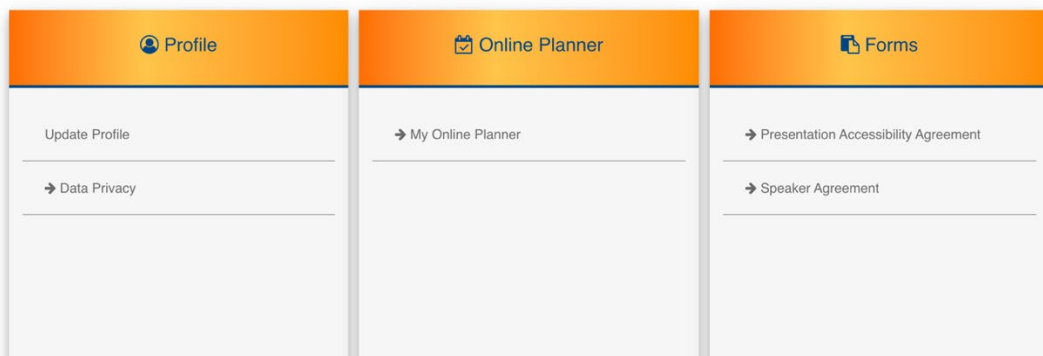 Profile
Update Profile
Data Privacy
Online Planner
My Online Planner
Forms
Presentation Accessibility Agreement
Speaker Agreement